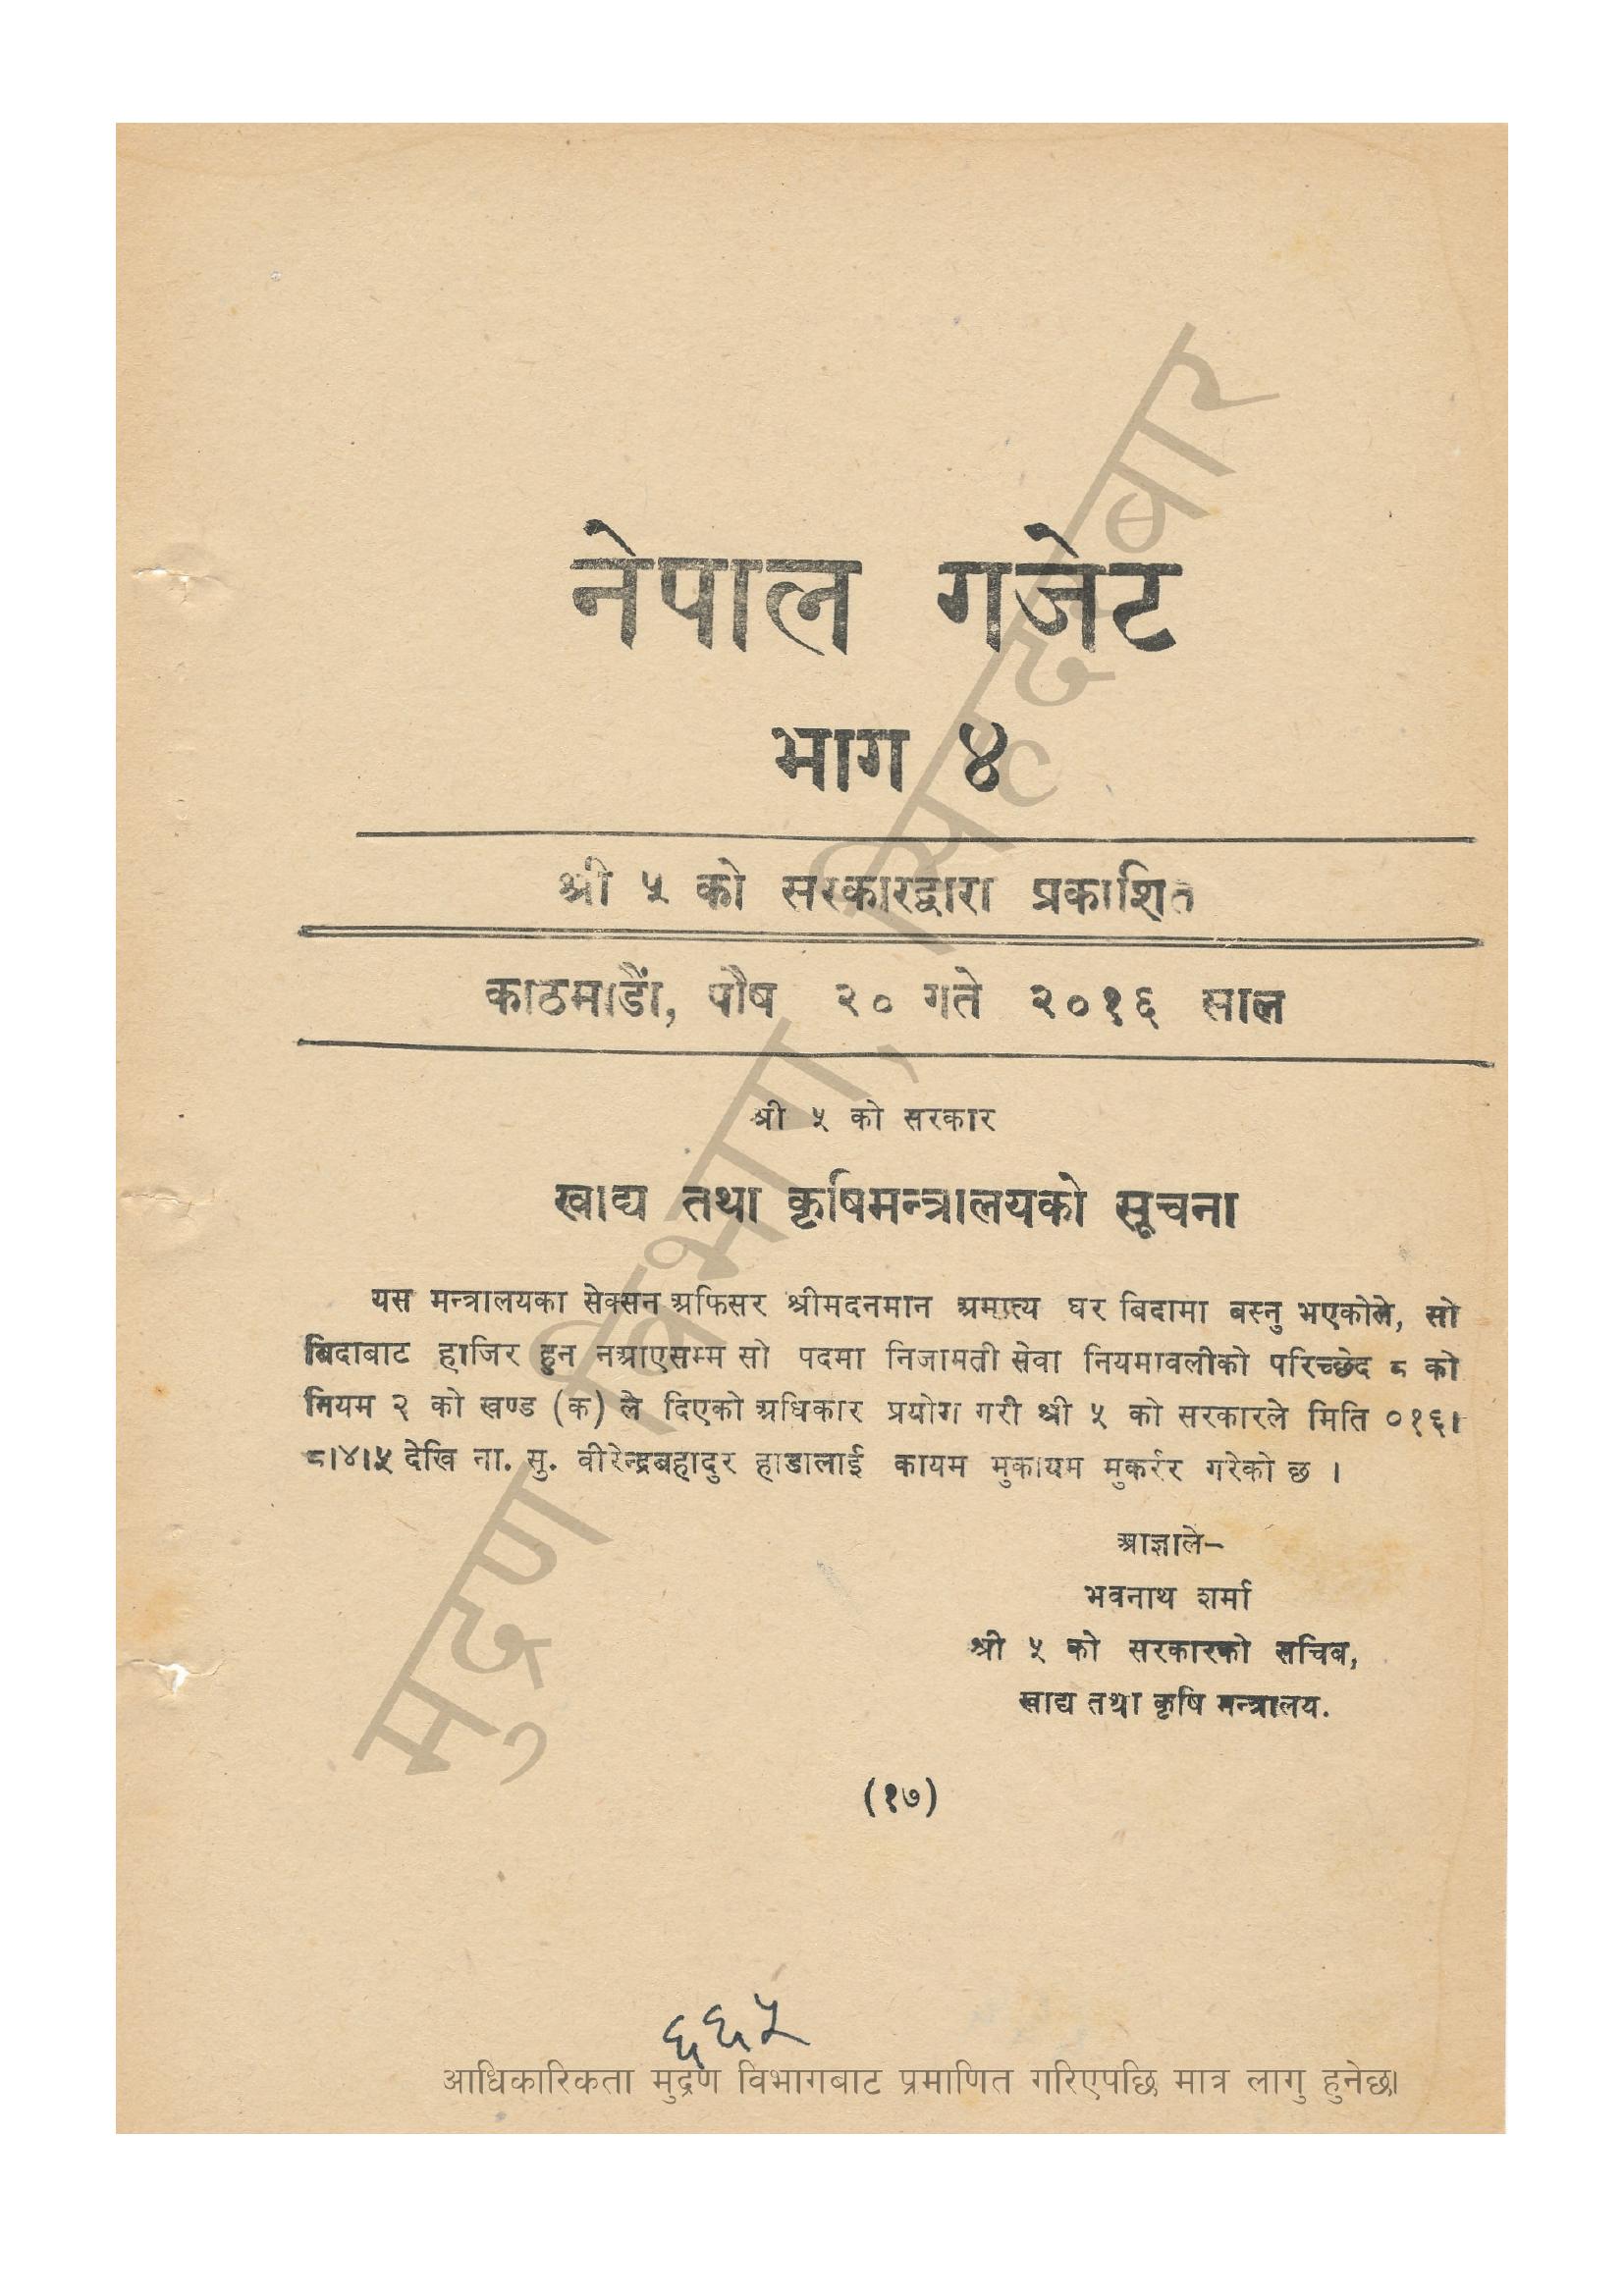 नेपाल गजेट
भाग ४
श्री ५ को सरकारद्वारा प्रकाशित
काठमाडौं, पौष २० गते २०१६ साल
श्री ५ को सरकार
खाद्य तथा कृषिमन्त्रालयको सूचना
यस मन्त्रालयका सेक्सन अफिसर श्रीमदनमान अमात्य घर बिदामा बस्नु भएकोले, सो
बिदाबाट हाजिर हुन नआएसम्म सो पदमा निजामती सेवा नियमावलीको परिच्छेद ८ को
नियम २ को खण्ड (क) ले दिएको अधिकार प्रयोग गरी श्री ५ को सरकारले मिति ०१६।
८।४।५ देखि ना. सु. वीरेन्द्रबहादुर हाडालाई कायम मुकायम मुकर्रर गरेको छ ।
आज्ञाले–
भवनाथ शर्मा
श्री ५ को सरकारको सचिव,
खाद्य तथा कृषि मन्त्रालय.
(१७)
६६५
आधिकारिकता मुद्रण विभागबाट प्रमाणित गरिएपछि मात्र लागु हुनेछ।
मुद्रण विभाग, सिंहदरवार